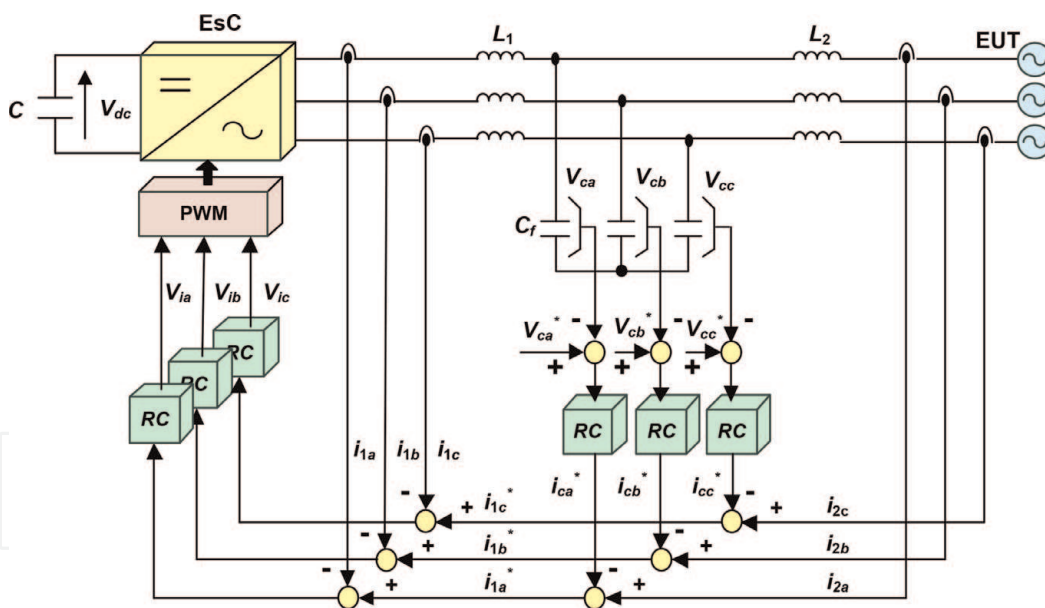 EsC
L1
L2
EUT
C
Vdc
PWM
Vca
Vcb
Vcc
Cf
Via
Vib
Vic
- - -
Vca*
Vcb*
Vcc*
+ + +
RC
RC
RC
RC
RC
RC
i1a
i1b
i1c
ica*
icb*
icc*
- i1c* + - + i2c
- + i1b* - + i2b
- + i1a* - + i2a